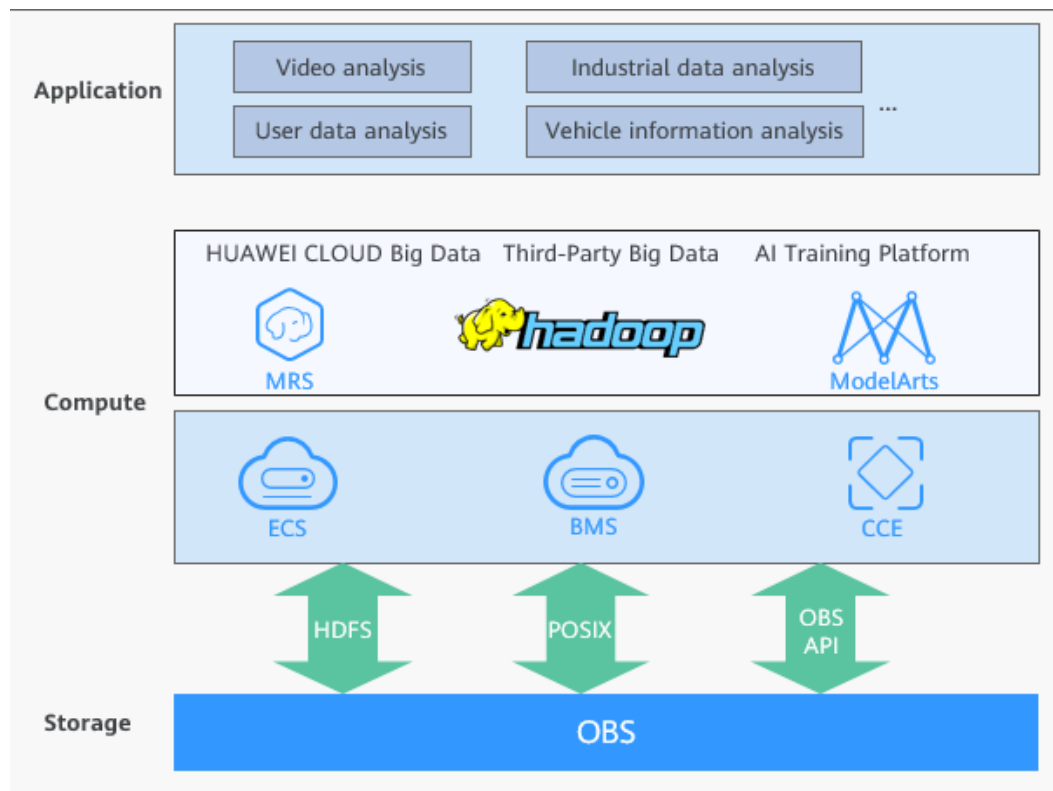 Application
Video analysis
Industrial data analysis
User data analysis
Vehicle information analysis
...
Compute
HUAWEI CLOUD Big Data
Third-Party Big Data
AI Training Platform
MRS
hadoop
ModelArts
ECS
BMS
CCE
HDFS
POSIX
OBS
API
Storage
OBS